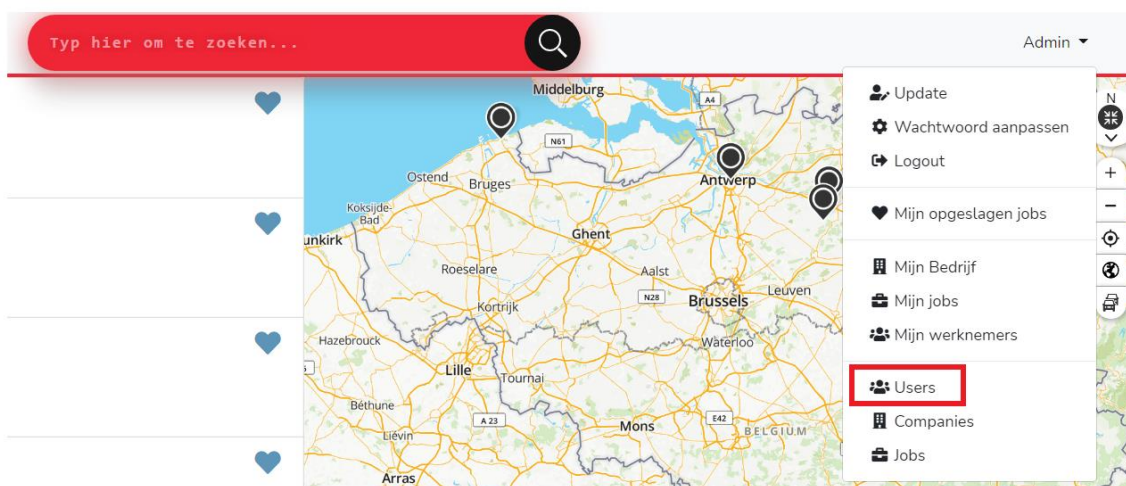 Typ hier om te zoeken...
Admin
Update
Wachtwoord aanpassen
Logout
Mijn opgeslagen jobs
Mijn Bedrijf
Mijn jobs
Mijn werknemers
Users
Companies
Jobs
N
Middelburg
A4
N61
Ostend
Bruges
Antwerp
Koksijde-
Bad
unkirk
Ghent
Roeselare
Aalst
N28
Brussels
Leuven
Kortrijk
Hazebrouck
Waterloo
Lille
Tournai
Béthune
A 23
Mons
E42
BELGIUM
Liévin
Arras